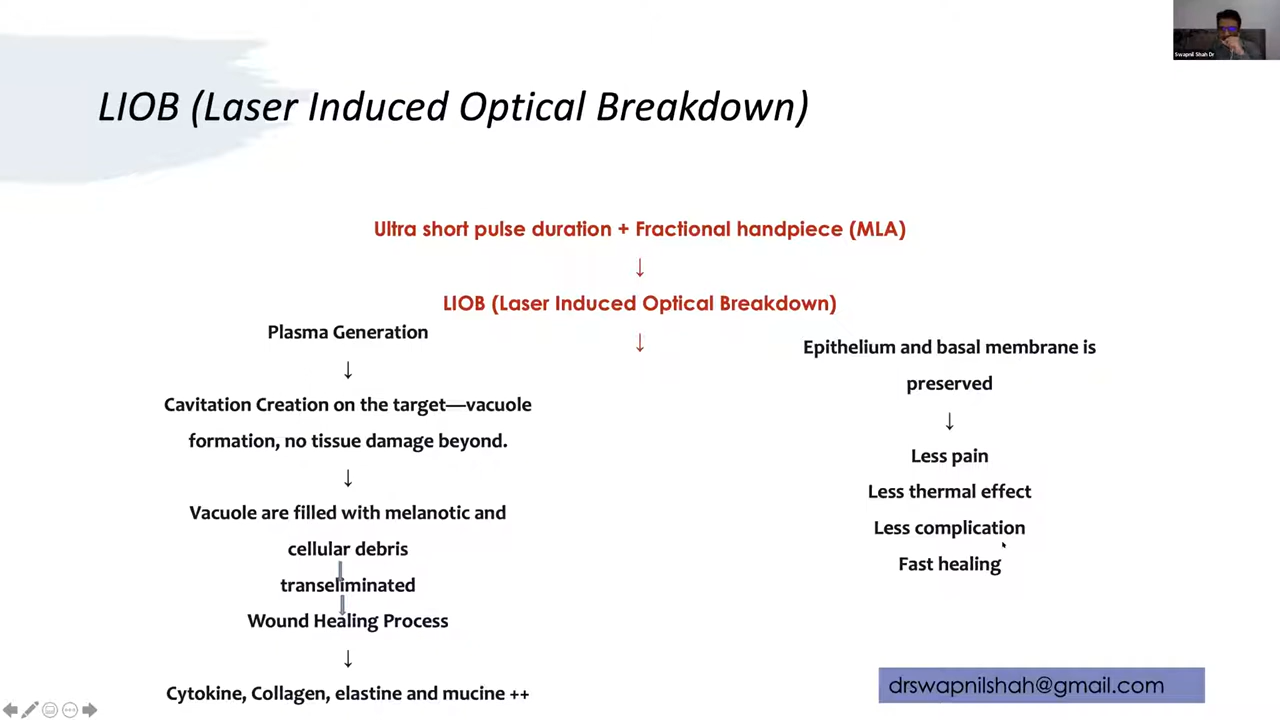 Swapnil Shah Dr
LIOB (Laser Induced Optical Breakdown)
Ultra short pulse duration + Fractional handpiece (MLA)
↓
LIOB (Laser Induced Optical Breakdown)
↓
Plasma Generation
↓
Cavitation Creation on the target—vacuole
formation, no tissue damage beyond.
↓
Vacuole are filled with melanotic and
cellular debris
transeliminated
Wound Healing Process
↓
Cytokine, Collagen, elastine and mucine ++
Epithelium and basal membrane is
preserved
↓
Less pain
Less thermal effect
Less complication
Fast healing
drswapnilshah@gmail.com